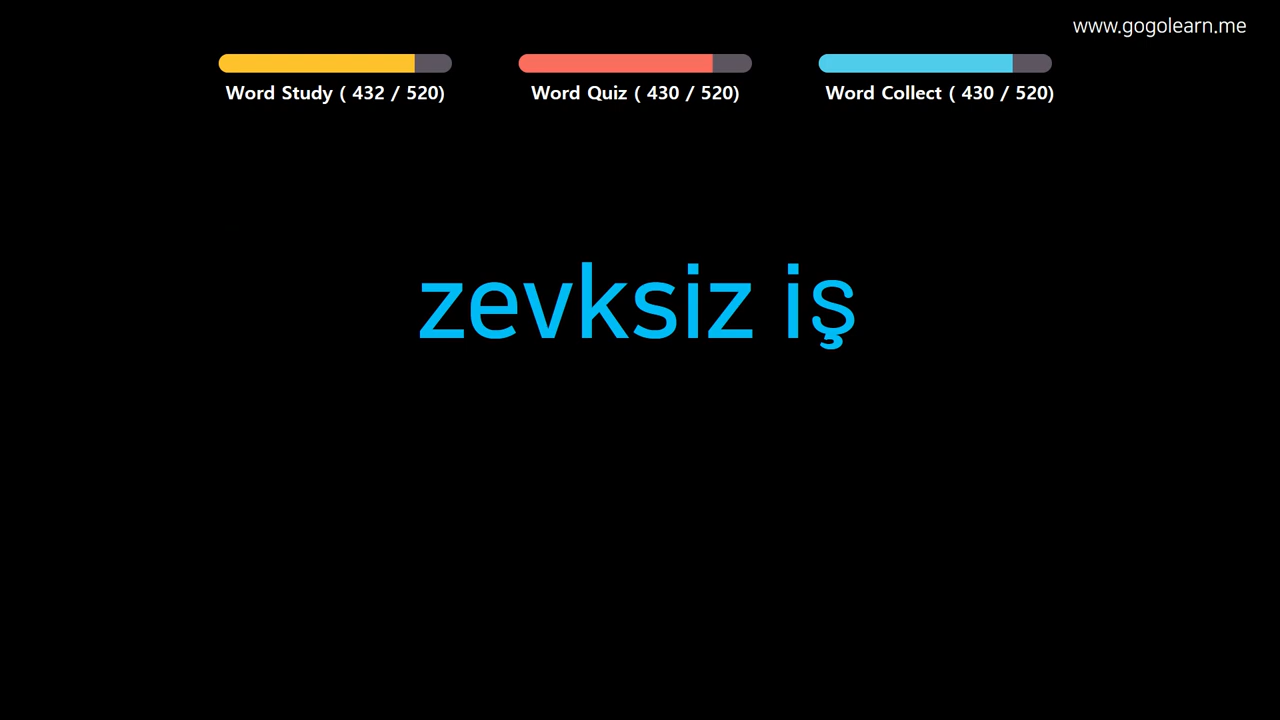 www.gogolearn.me
Word Study ( 432 / 520)
Word Quiz ( 430 / 520)
Word Collect ( 430 / 520)
zevksiz iş